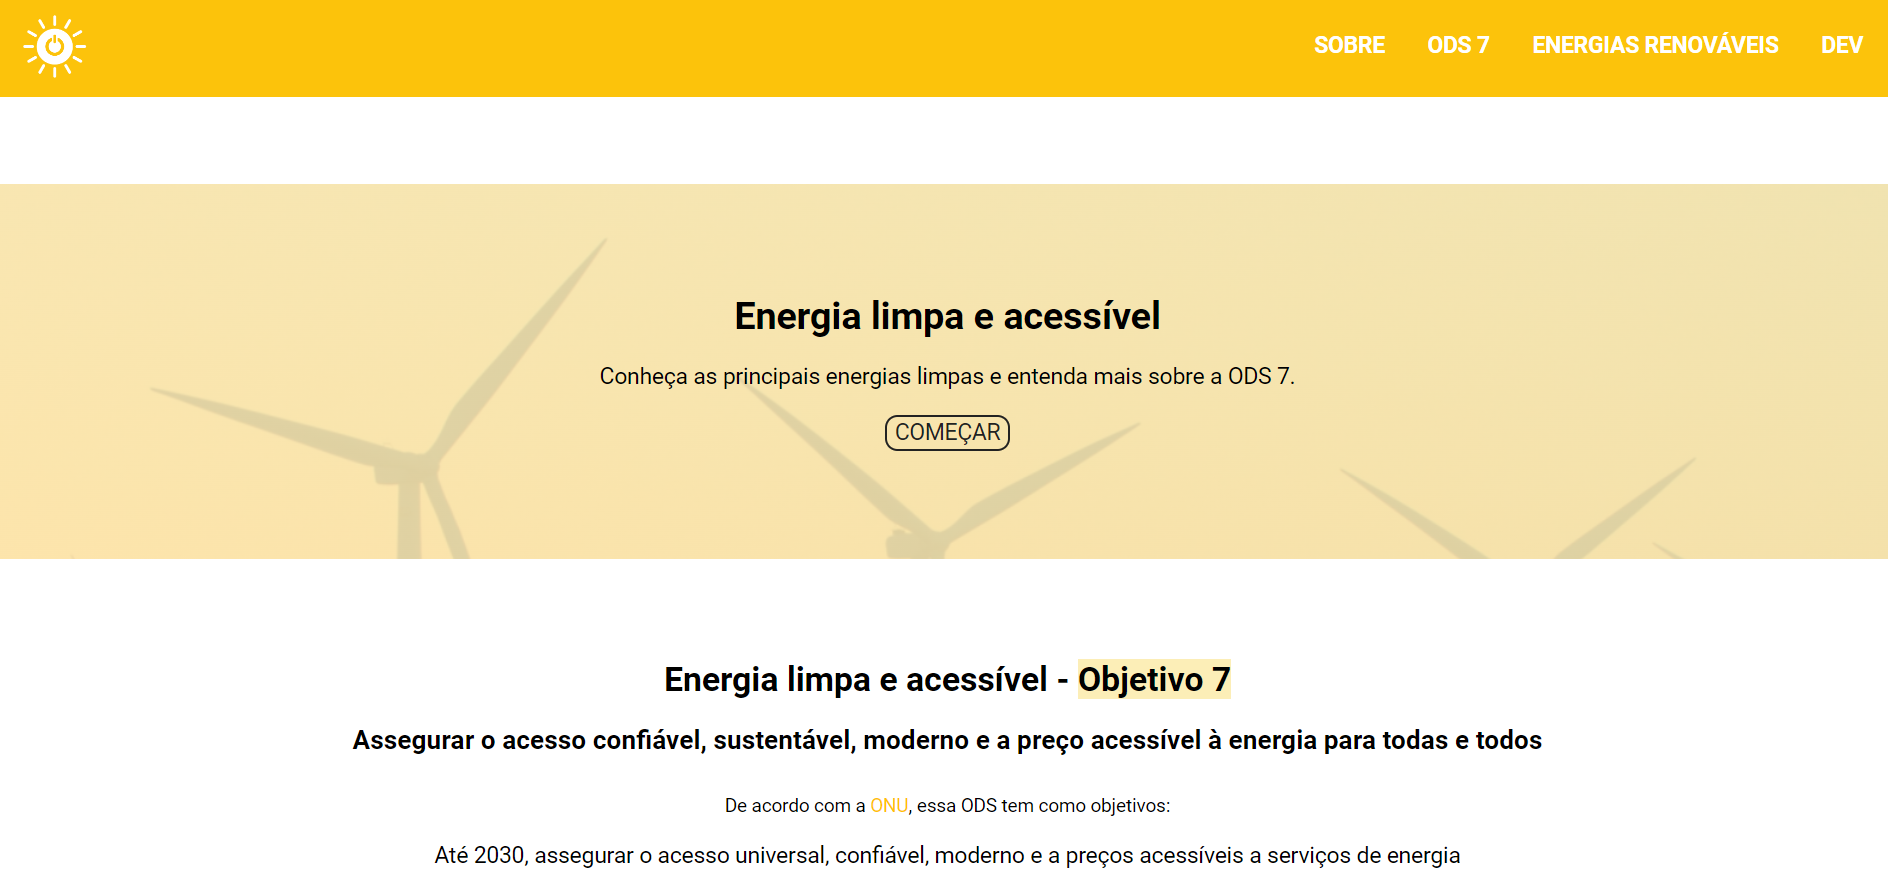 SOBRE ODS 7 ENERGIAS RENOVÁVEIS DEV
Energia limpa e acessível
Conheça as principais energias limpas e entenda mais sobre a ODS 7.
COMEÇAR
Energia limpa e acessível - Objetivo 7
Assegurar o acesso confiável, sustentável, moderno e a preço acessível à energia para todas e todos
De acordo com a ONU, essa ODS tem como objetivos:
Até 2030, assegurar o acesso universal, confiável, moderno e a preços acessíveis a serviços de energia